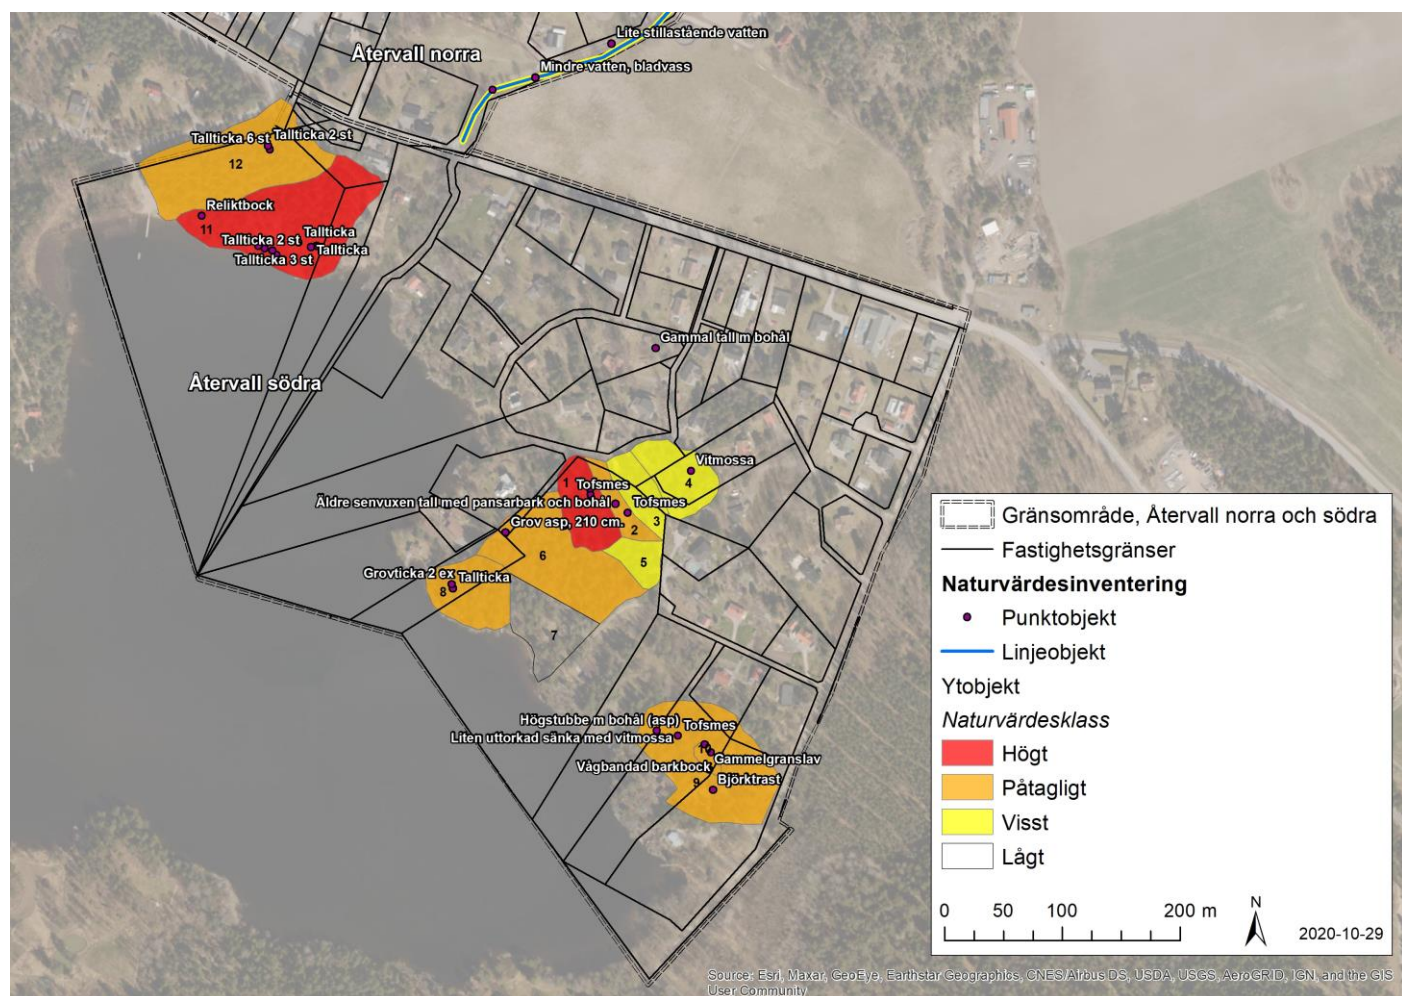 Lite stillastående vatten
Återvall norra
Mindre vatten, bladvass
Tallticka 6 st
Tallticka 2 st
12
Reliktbock
11
Tallticka
Tallticka 2 st
Tallticka
Tallticka 3 st
Gammal tall m bohål
Återvall södra
Vitmossa
1
Tofsmes
4
Äldre senvuxen tall med pansarbark och bohål
Tofsmes
Grov asp, 210 cm.
3
2
6
5
Grovticka 2 ex
Tallticka
8
7
Högstubbe m bohål (asp)
Tofsmes
Liten uttorkad sänka med vitmossa
Gammelgranslav
Vågbandad barkbock
9
Björktrast
Gränsområde, Återvall norra och södra
Fastighetsgränser
Naturvärdesinventering
Punktobjekt
Linjeobjekt
Ytobjekt
Naturvärdesklass
Högt
Påtagligt
Visst
Lågt
0 50 100 200 m
N
2020-10-29
Source: Esri, Maxar, GeoEye, Earthstar Geographics, CNES/Airbus DS, USDA, USGS, AeroGRID, IGN, and the GIS
User Community